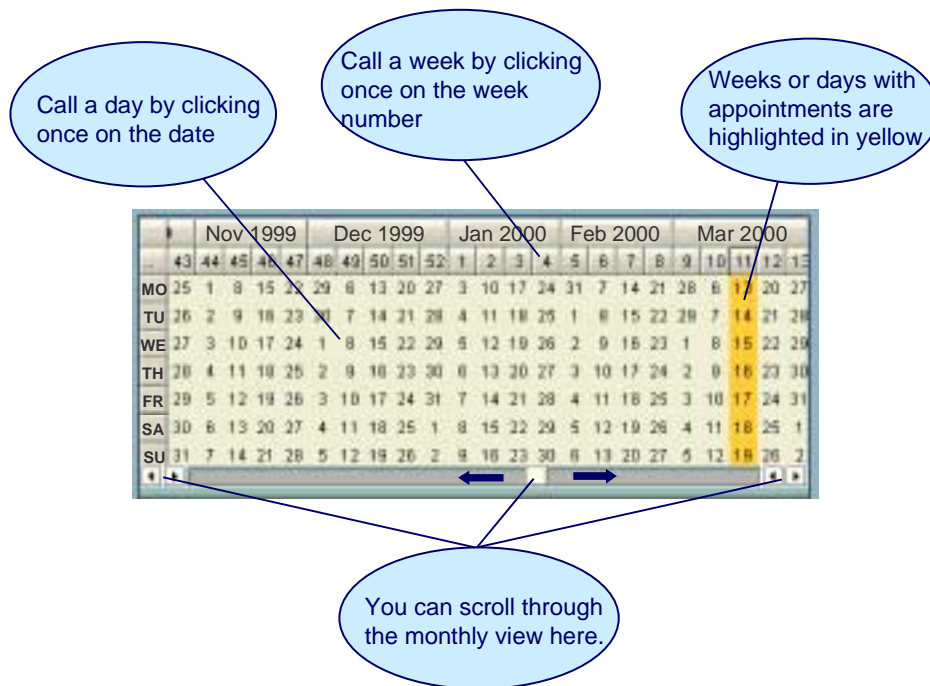 Call a day by clicking
once on the date
Call a week by clicking
once on the week
number
Weeks or days with
appointments are
highlighted in yellow
Nov 1999 Dec 1999 Jan 2000 Feb 2000 Mar 2000
... 43 44 45 46 47 48 49 50 51 52 1 2 3 4 5 6 7 8 9 10 11 12 13
MO 25 1 8 15 22 29 6 13 20 27 3 10 17 24 31 7 14 21 28 6 13 20 27
TU 26 2 9 16 23 30 7 14 21 28 4 11 18 25 1 8 15 22 29 7 14 21 28
WE 27 3 10 17 24 1 8 15 22 29 5 12 19 26 2 9 16 23 1 8 15 22 29
TH 28 4 11 18 25 2 9 16 23 30 6 13 20 27 3 10 17 24 2 9 16 23 30
FR 29 5 12 19 26 3 10 17 24 31 7 14 21 28 4 11 18 25 3 10 17 24 31
SA 30 6 13 20 27 4 11 18 25 1 8 15 22 29 5 12 19 26 4 11 18 25 1
SU 31 7 14 21 28 5 12 19 26 2 9 16 23 30 6 13 20 27 5 12 19 26 2
You can scroll through
the monthly view here.